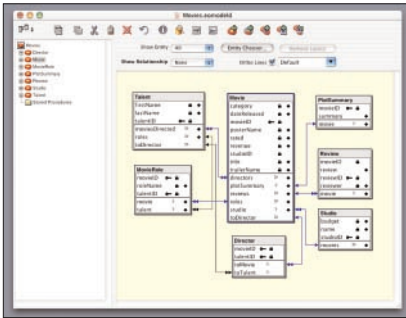 Movies.eomodeld
Show Entity All Entity Chooser...
Show Relationship None Ortho Lines Default
Movies
Director
Movie
MovieRole
PlotSummary
Review
Studio
Talent
Stored Procedures
Talent
firstName
lastName
talentID
moviesDirected
roles
toDirector
MovieRole
movieID
roleName
talentID
movie
talent
Movie
category
dateReleased
movieID
posterName
rated
revenue
studioID
title
trailerName
directors
plotSummary
reviews
roles
studio
toDirector
Director
movieID
talentID
toMovie
toTalent
PlotSummary
movieID
summary
movie
Review
movieID
review
reviewID
reviewer
movie
Studio
budget
name
studioID
movies